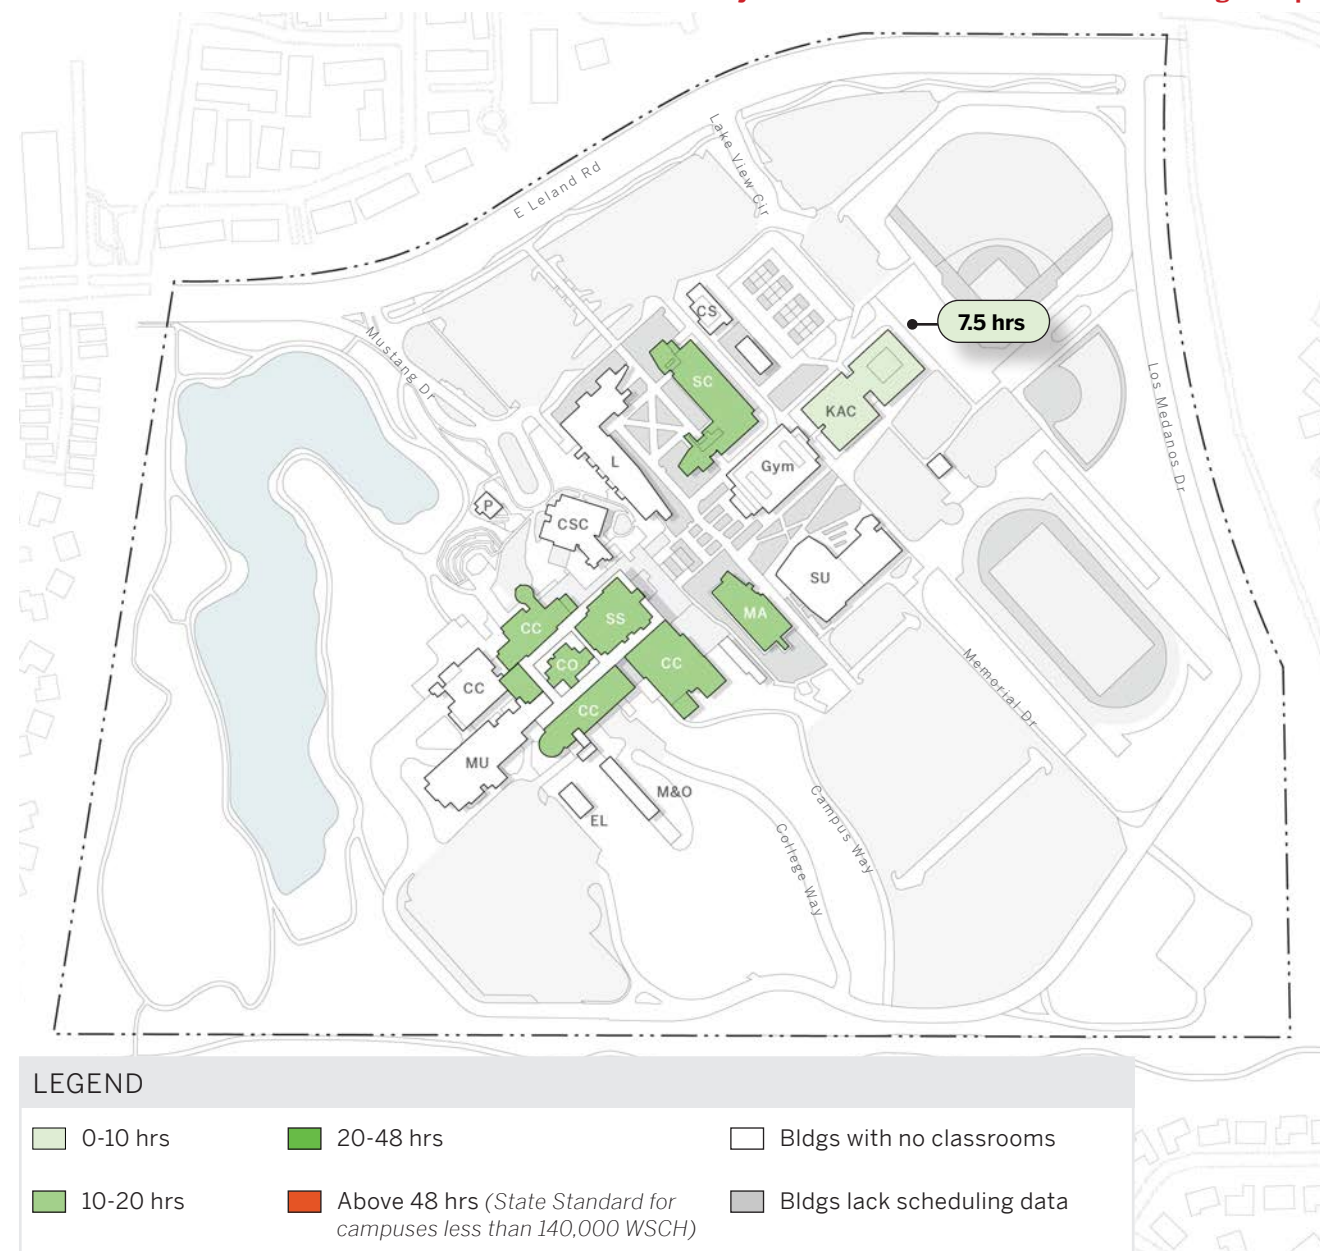 E Leland Rd
Lake View Cir
Mustang Dr
7.5 hrs
CS
SC
KAC
Los Medanos Dr
L
Gym
P
CSC
SU
CC
SS
MA
CO
CC
CC
CC
Memorial Dr
MU
M&O
EL
Campus Way
College Way
LEGEND
0-10 hrs
20-48 hrs
Bldgs with no classrooms
10-20 hrs
Above 48 hrs (State Standard for
campuses less than 140,000 WSCH)
Bldgs lack scheduling data